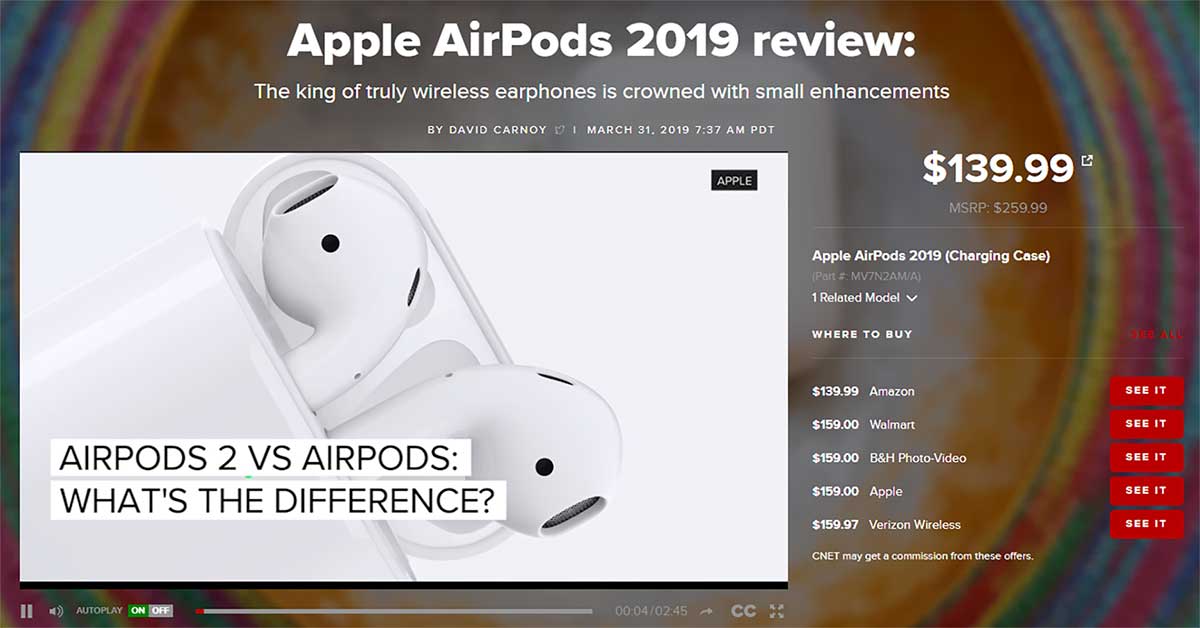 Apple AirPods 2019 review:
The king of truly wireless earphones is crowned with small enhancements
BY DAVID CARNOY | MARCH 31, 2019 7:37 AM PDT
APPLE
AIRPODS 2 VS AIRPODS:
WHAT'S THE DIFFERENCE?
AUTOPLAY ON OFF
00:04/02:45
CC
$139.99
MSRP: $259.99
Apple AirPods 2019 (Charging Case)
(Part #: MV7N2AM/A)
1 Related Model
WHERE TO BUY SEE ALL
$139.99 Amazon SEE IT
$159.00 Walmart SEE IT
$159.00 B&H Photo-Video SEE IT
$159.00 Apple SEE IT
$159.97 Verizon Wireless SEE IT
CNET may get a commission from these offers.